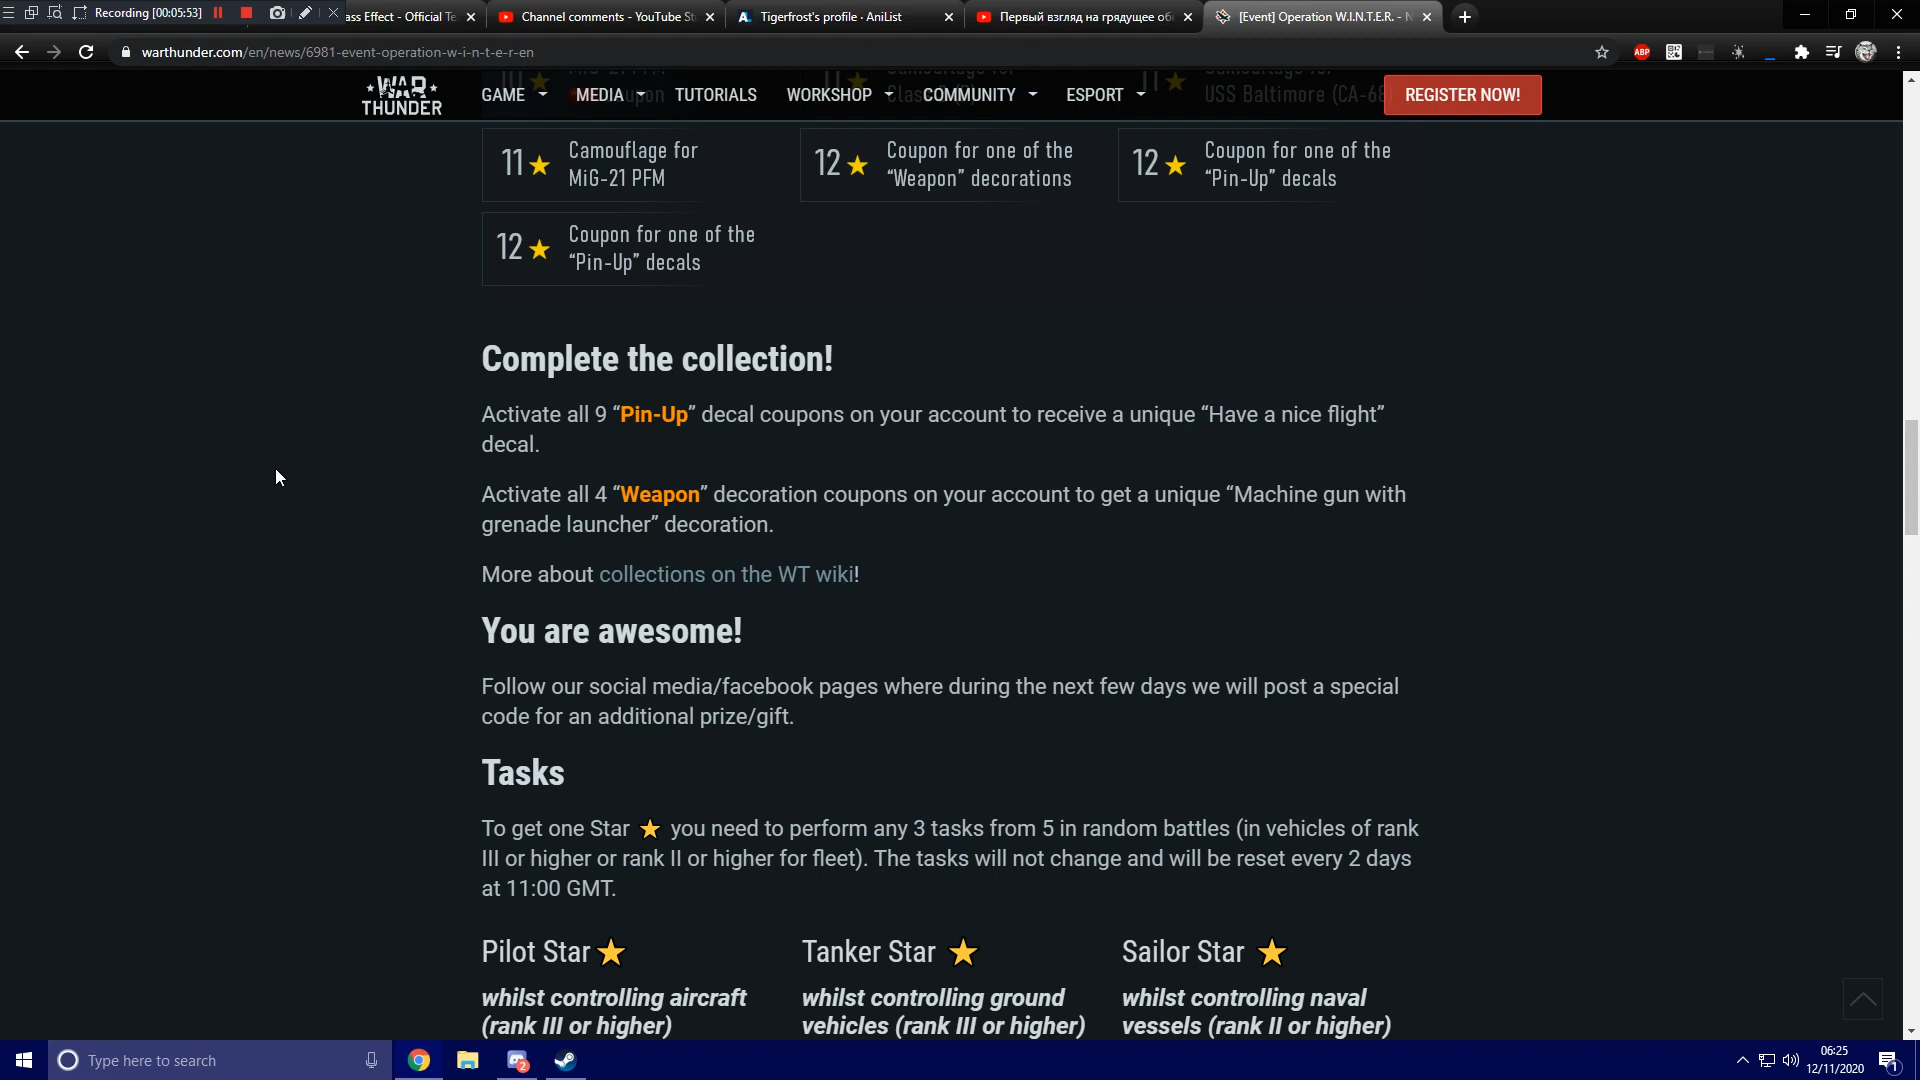 Recording [00:05:53]
ass Effect - Official Te
Channel comments - YouTube St
Tigerfrost's profile · AniList
Первый взгляд на грядущее об
[Event] Operation W.I.N.T.E.R. - N
warthunder.com/en/news/6981-event-operation-w-i-n-t-e-r-en
ABP
WAR THUNDER
GAME
MEDIA
TUTORIALS
WORKSHOP
COMMUNITY
ESPORT
REGISTER NOW!
USS Baltimore (CA-68)
11 Camouflage for
MiG-21 PFM
12 Coupon for one of the
“Weapon” decorations
12 Coupon for one of the
“Pin-Up” decals
12 Coupon for one of the
“Pin-Up” decals
Complete the collection!
Activate all 9 “Pin-Up” decal coupons on your account to receive a unique “Have a nice flight”
decal.
Activate all 4 “Weapon” decoration coupons on your account to get a unique “Machine gun with
grenade launcher” decoration.
More about collections on the WT wiki!
You are awesome!
Follow our social media/facebook pages where during the next few days we will post a special
code for an additional prize/gift.
Tasks
To get one Star you need to perform any 3 tasks from 5 in random battles (in vehicles of rank
III or higher or rank II or higher for fleet). The tasks will not change and will be reset every 2 days
at 11:00 GMT.
Pilot Star
whilst controlling aircraft
(rank III or higher)
Tanker Star
whilst controlling ground
vehicles (rank III or higher)
Sailor Star
whilst controlling naval
vessels (rank II or higher)
Type here to search
2
06:25
12/11/2020
1